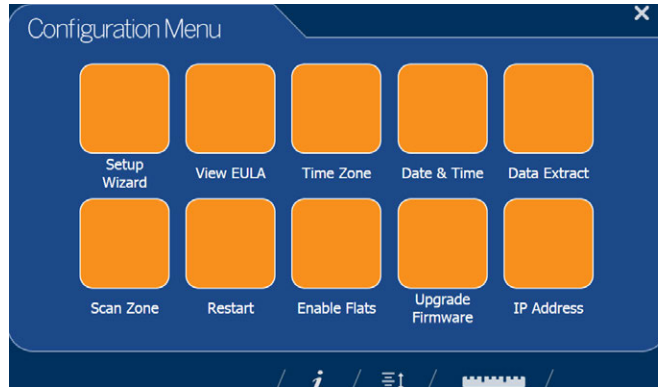 Configuration Menu
Setup
Wizard
View EULA
Time Zone
Date & Time
Data Extract
Scan Zone
Restart
Enable Flats
Upgrade
Firmware
IP Address
i